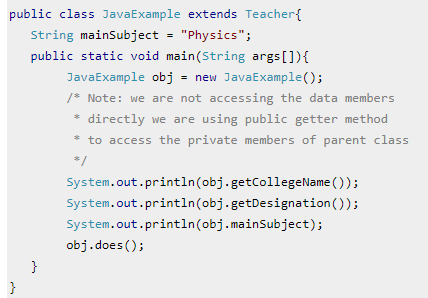 public class JavaExample extends Teacher{
String mainSubject = "Physics";
public static void main(String args[]){
JavaExample obj = new JavaExample();
/* Note: we are not accessing the data members
* directly we are using public getter method
* to access the private members of parent class
*/
System.out.println(obj.getCollegeName());
System.out.println(obj.getDesignation());
System.out.println(obj.mainSubject);
obj.does();
}
}